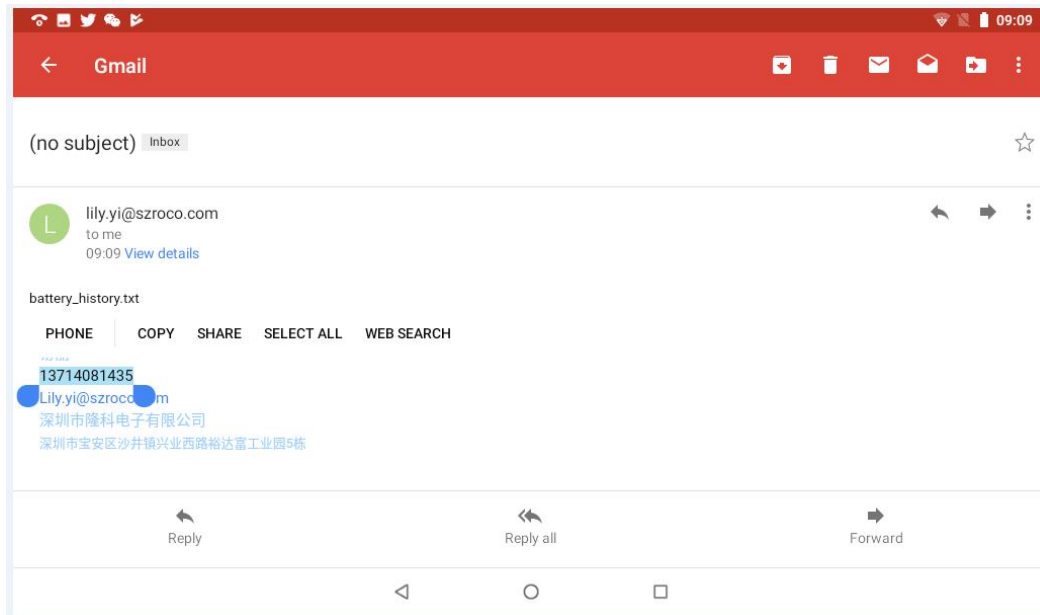 09:09
Gmail
(no subject) Inbox
L
lily.yi@szroco.com
to me
09:09 View details
battery_history.txt
PHONE COPY SHARE SELECT ALL WEB SEARCH
13714081435
Lily.yi@szroco m
深圳市隆科电子有限公司
深圳市宝安区沙井镇兴业西路裕达富工业园5栋
Reply Reply all Forward